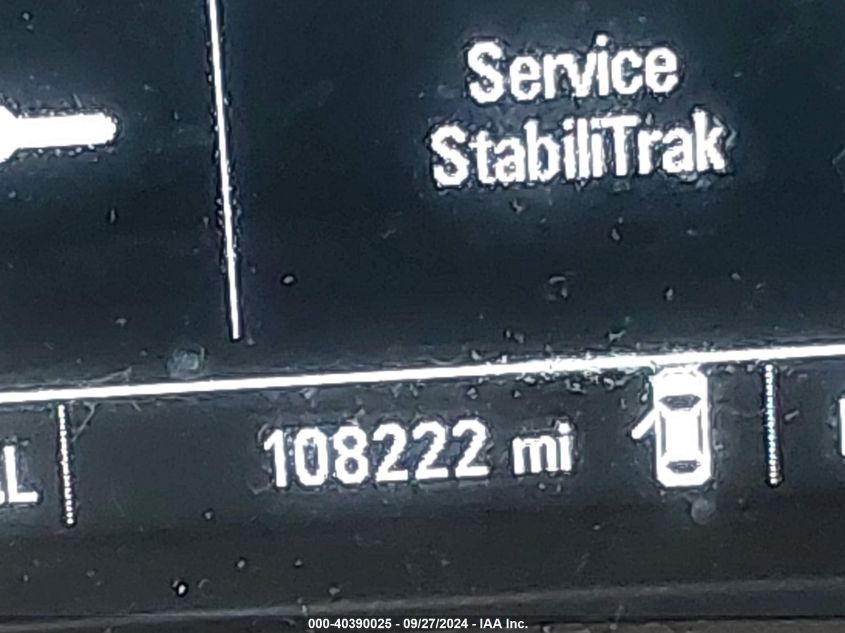 Service
StabiliTrak
108222 mi
000-40390025 - 09/27/2024 - IAA Inc.